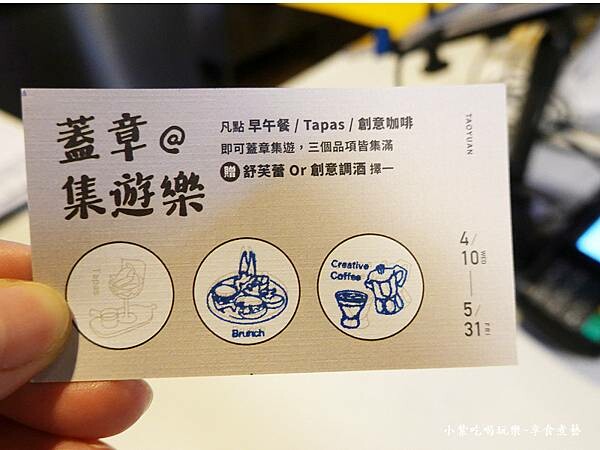 蓋章@
集遊樂
凡點 早午餐 / Tapas / 創意咖啡
即可蓋章集遊，三個品項皆集滿
贈 舒芙蕾 Or 創意調酒 擇一
TAOYUAN
4/10 WED
5/31 FRI
Tapas
Brunch
Creative
Coffee
小紫吃喝玩樂-享食煮藝